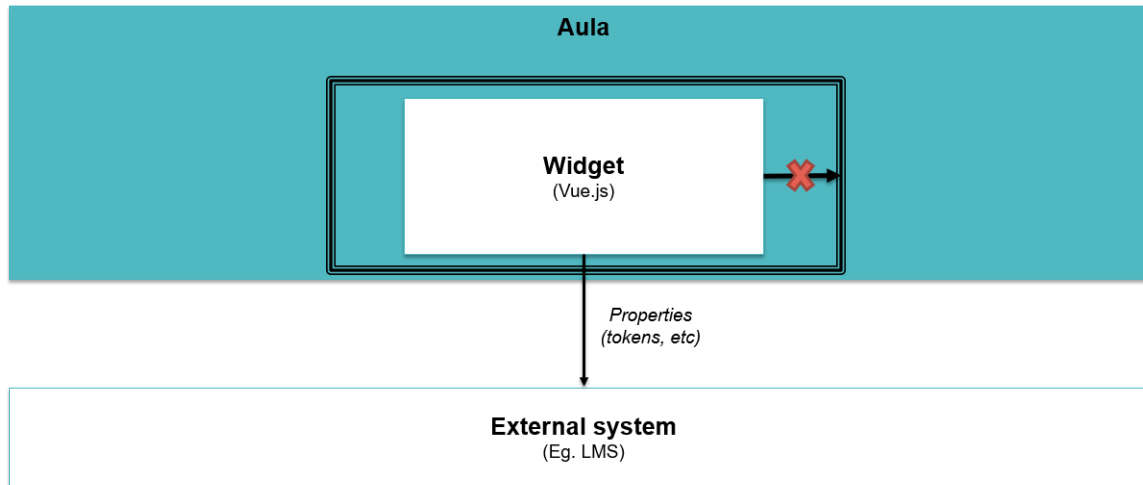 Aula
Widget
(Vue.js)
Properties
(tokens, etc)
External system
(Eg. LMS)